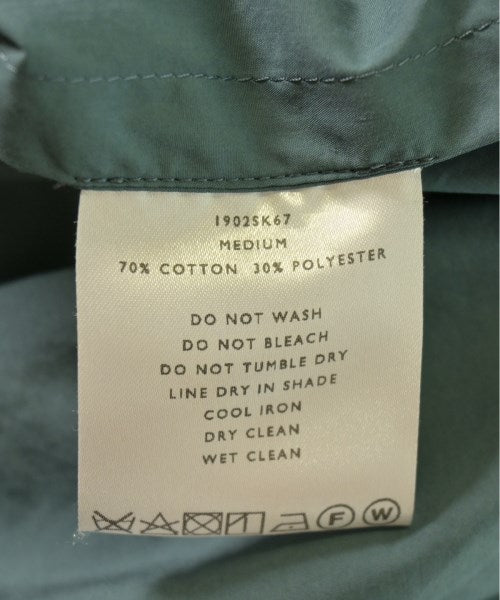 1902SK67
MEDIUM
70% COTTON 30% POLYESTER
DO NOT WASH
DO NOT BLEACH
DO NOT TUMBLE DRY
LINE DRY IN SHADE
COOL IRON
DRY CLEAN
WET CLEAN
F W